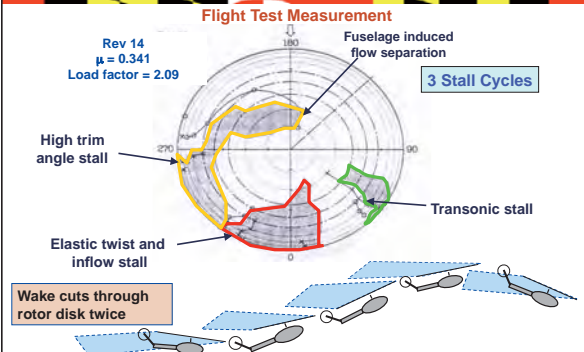 Flight Test Measurement
Rev 14
μ = 0.341
Load factor = 2.09
180
Fuselage induced
flow separation
3 Stall Cycles
High trim
angle stall
270
90
Transonic stall
Elastic twist and
inflow stall
0
Wake cuts through
rotor disk twice